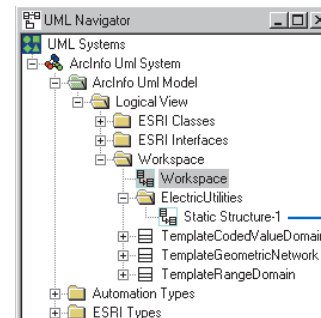 UML Navigator
UML Systems
ArcInfo Uml System
ArcInfo Uml Model
Logical View
ESRI Classes
ESRI Interfaces
Workspace
Workspace
ElectricUtilities
Static Structure-1
TemplateCodedValueDomai
TemplateGeometricNetwork
TemplateRangeDomain
Automation Types
ESRI Types